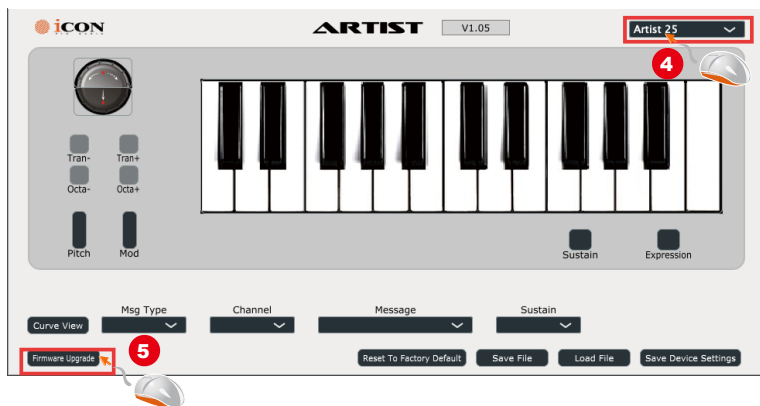 iCON
ARTIST
V1.05
Artist 25
4
Tran-
Tran+
Octa-
Octa+
Pitch
Mod
Sustain
Expression
Msg Type
Channel
Message
Sustain
Curve View
Firmware Upgrade
5
Reset To Factory Default
Save File
Load File
Save Device Settings